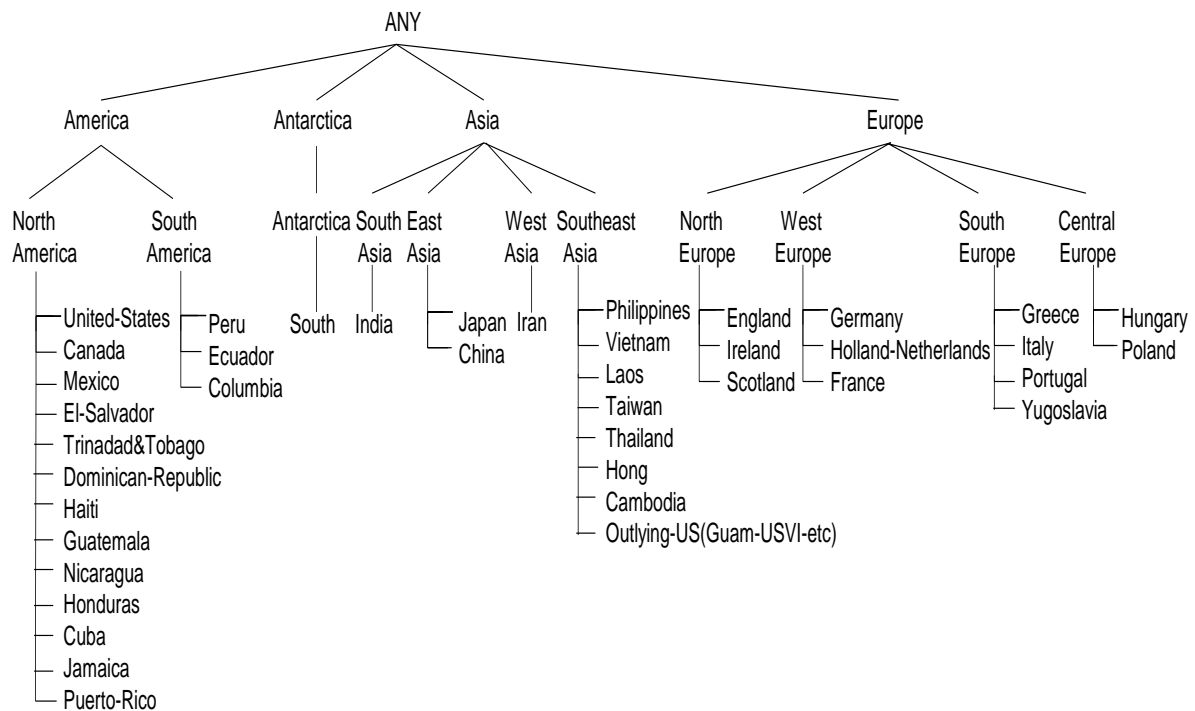 ANY
America
Antarctica
Asia
Europe
North
America
South
America
Antarctica
South
Asia
East
Asia
West
Asia
Southeast
Asia
North
Europe
West
Europe
South
Europe
Central
Europe
United-States
Canada
Mexico
El-Salvador
Trinadad&Tobago
Dominican-Republic
Haiti
Guatemala
Nicaragua
Honduras
Cuba
Jamaica
Puerto-Rico
Peru
Ecuador
Columbia
South
India
Japan
China
Iran
Philippines
Vietnam
Laos
Taiwan
Thailand
Hong
Cambodia
Outlying-US(Guam-USVI-etc)
England
Ireland
Scotland
Germany
Holland-Netherlands
France
Greece
Italy
Portugal
Yugoslavia
Hungary
Poland